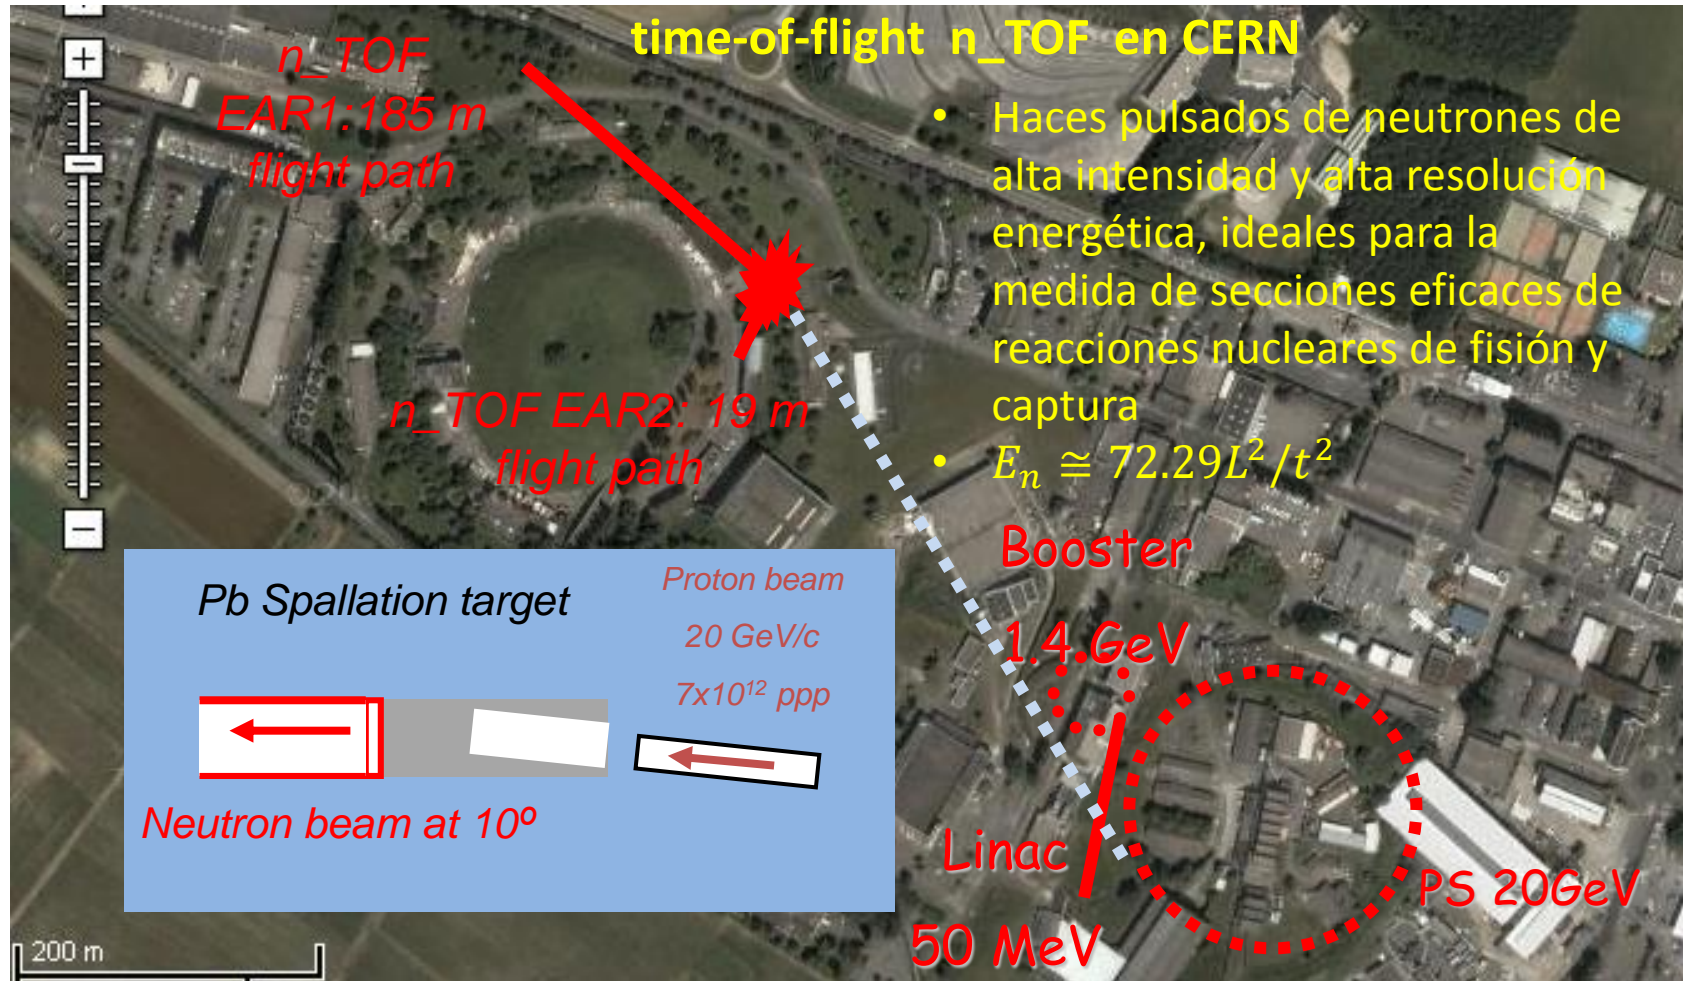 time-of-flight n_TOF en CERN
n_TOF
EAR1:185 m
flight path
• Haces pulsados de neutrones de
alta intensidad y alta resolución
energética, ideales para la
medida de secciones eficaces de
reacciones nucleares de fisión y
captura
• Eₙ ≅ 72.29L²/t²
n_TOF EAR2: 19 m
flight path
Booster
1.4 GeV
Linac
50 MeV
PS 20GeV
Pb Spallation target
Proton beam
20 GeV/c
7x10¹² ppp
Neutron beam at 10º
200 m